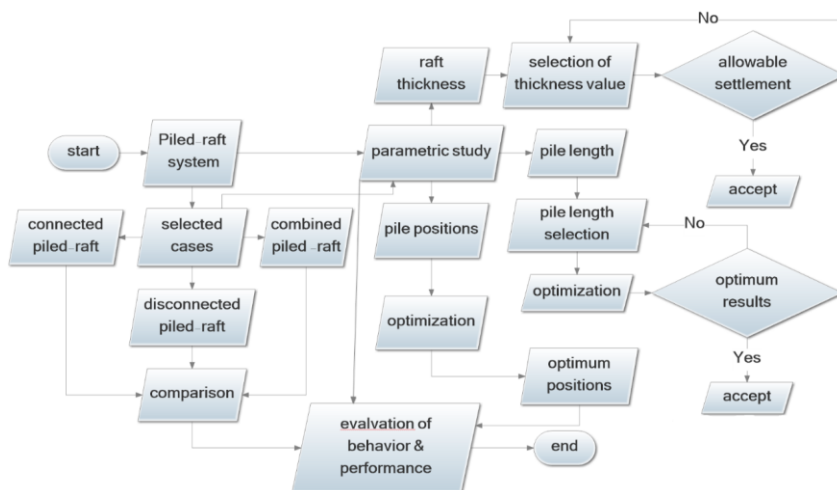 No
raft
thickness
selection of
thickness value
allowable
settlement
Yes
accept
start
Piled-raft
system
parametric study
pile length
connected
piled-raft
selected
cases
combined
piled -raft
pile positions
pile length
selection
No
disconnected
piled-raft
optimization
optimization
optimum
results
Yes
accept
comparison
optimum
positions
evalvation of
behavior &
performance
end